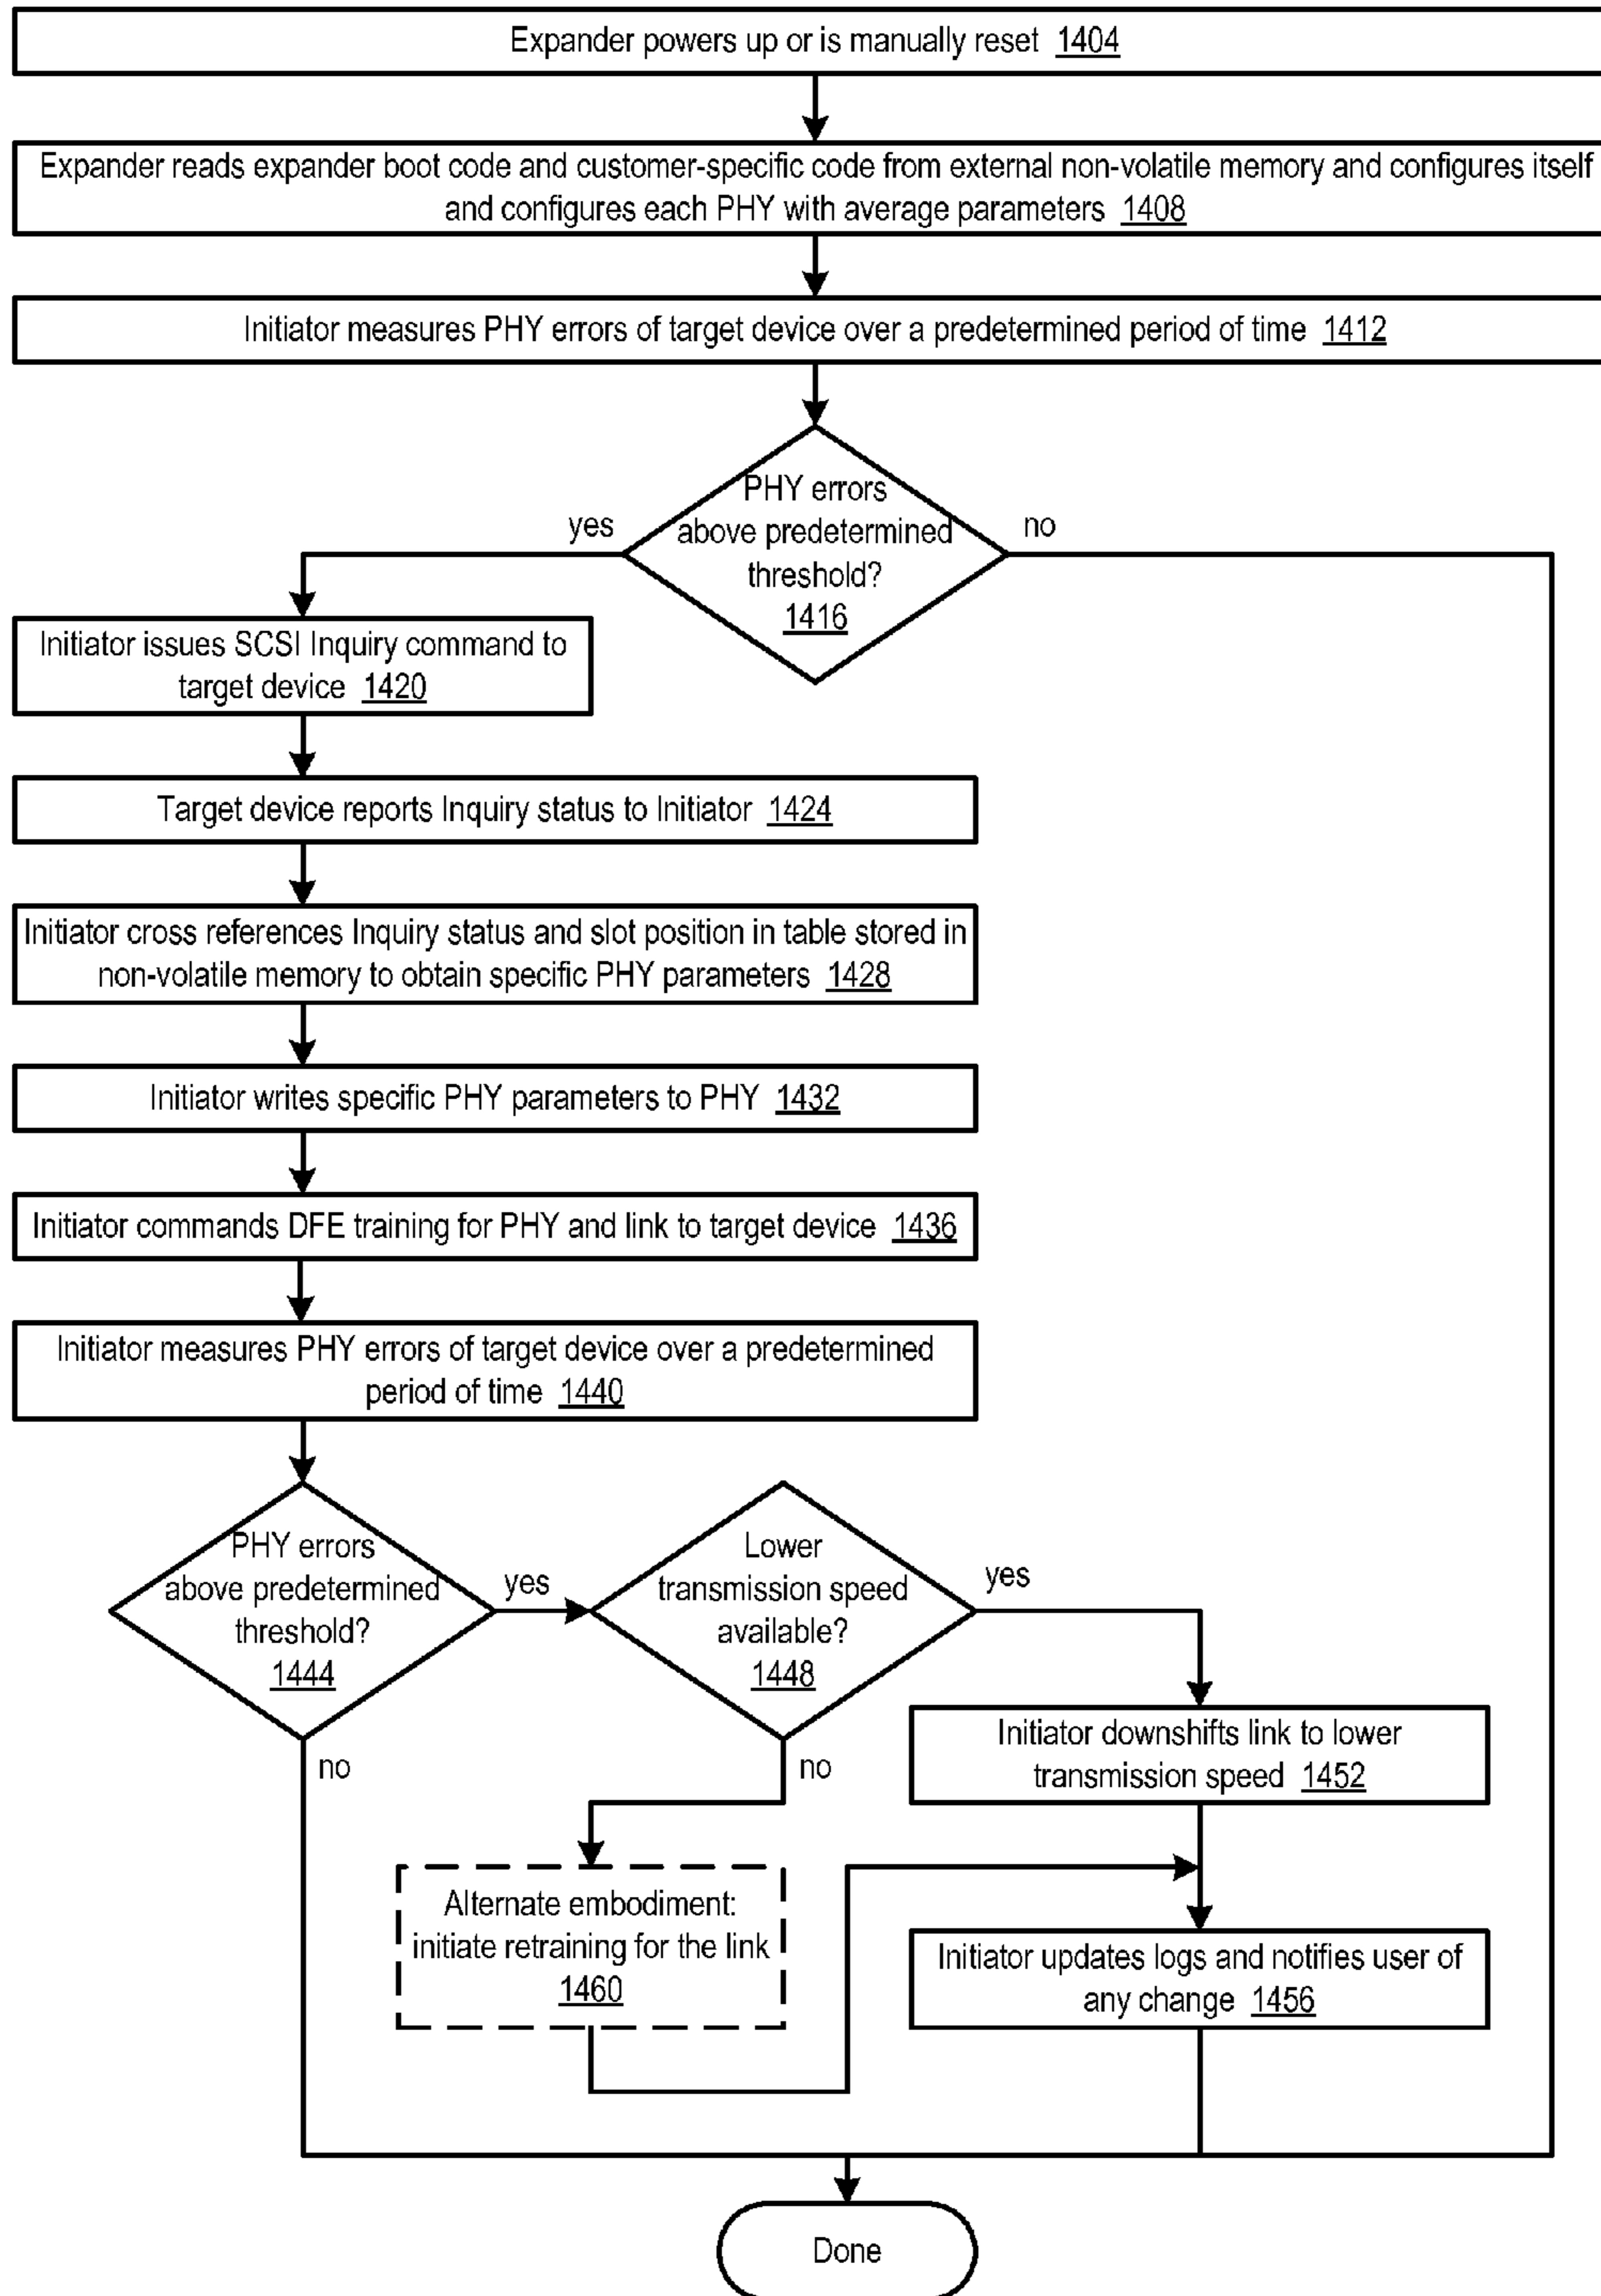 Expander powers up or is manually reset 1404
Expander reads expander boot code and customer-specific code from external non-volatile memory and configures itself
and configures each PHY with average parameters 1408
Initiator measures PHY errors of target device over a predetermined period of time 1412
PHY errors
above predetermined
threshold?
1416
yes
no
Initiator issues SCSI Inquiry command to
target device 1420
Target device reports Inquiry status to Initiator 1424
Initiator cross references Inquiry status and slot position in table stored in
non-volatile memory to obtain specific PHY parameters 1428
Initiator writes specific PHY parameters to PHY 1432
Initiator commands DFE training for PHY and link to target device 1436
Initiator measures PHY errors of target device over a predetermined
period of time 1440
PHY errors
above predetermined
threshold?
1444
yes
no
Lower
transmission speed
available?
1448
yes
no
Initiator downshifts link to lower
transmission speed 1452
Alternate embodiment:
initiate retraining for the link
1460
Initiator updates logs and notifies user of
any change 1456
Done